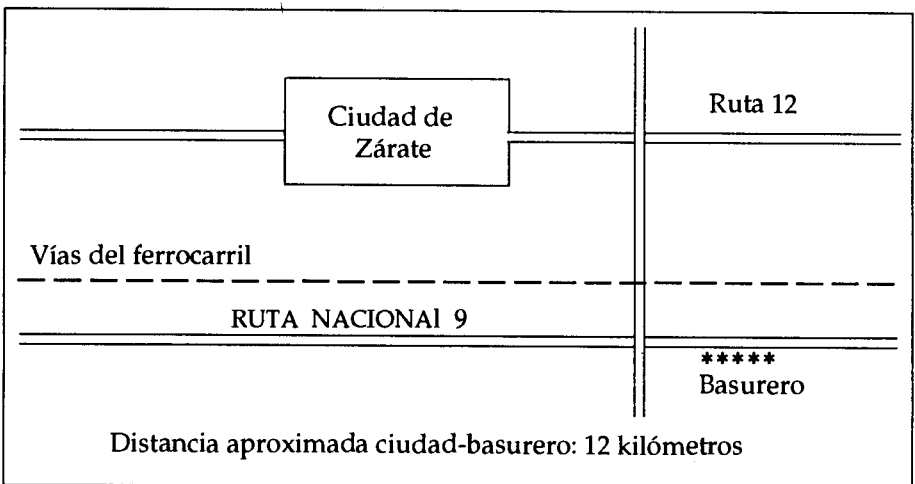 Ciudad de
Zárate
Ruta 12
Vías del ferrocarril
RUTA NACIONAl 9
*****
Basurero
Distancia aproximada ciudad-basurero: 12 kilómetros